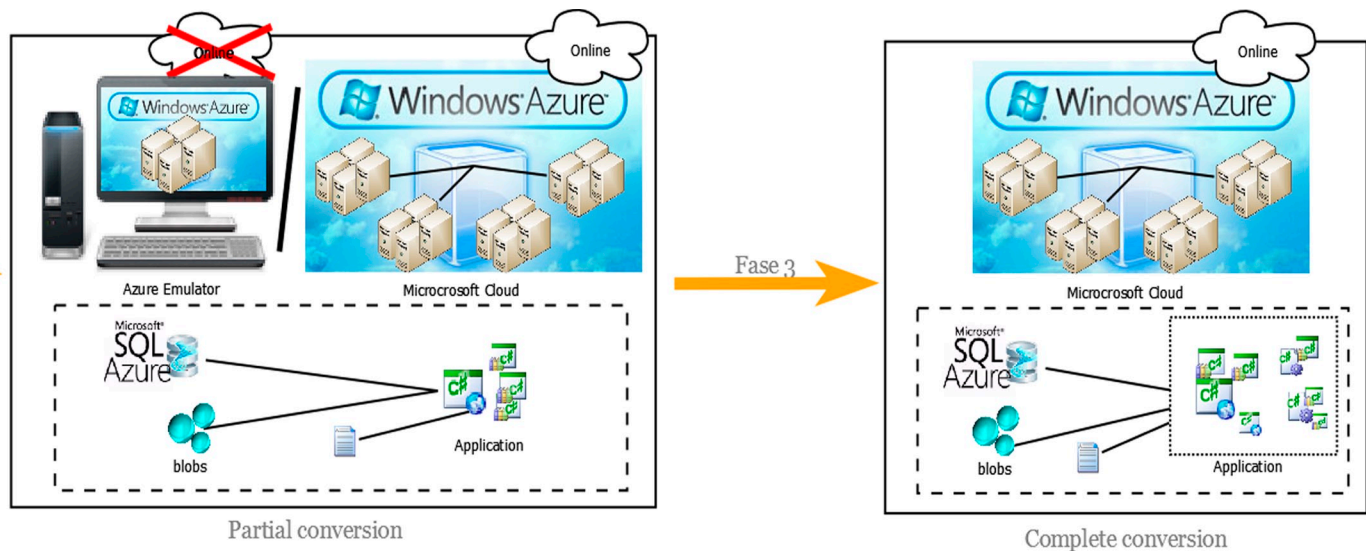 Online
Online
Windows Azure
Windows Azure
Azure Emulator
Microcrosoft Cloud
Microsoft
SQL
Azure
C#
C#
C#
C#
blobs
Application
Partial conversion
Fase 3
Online
Windows Azure
Microcrosoft Cloud
Microsoft
SQL
Azure
C#
C#
C#
C#
C#
C#
C#
C#
blobs
Application
Complete conversion